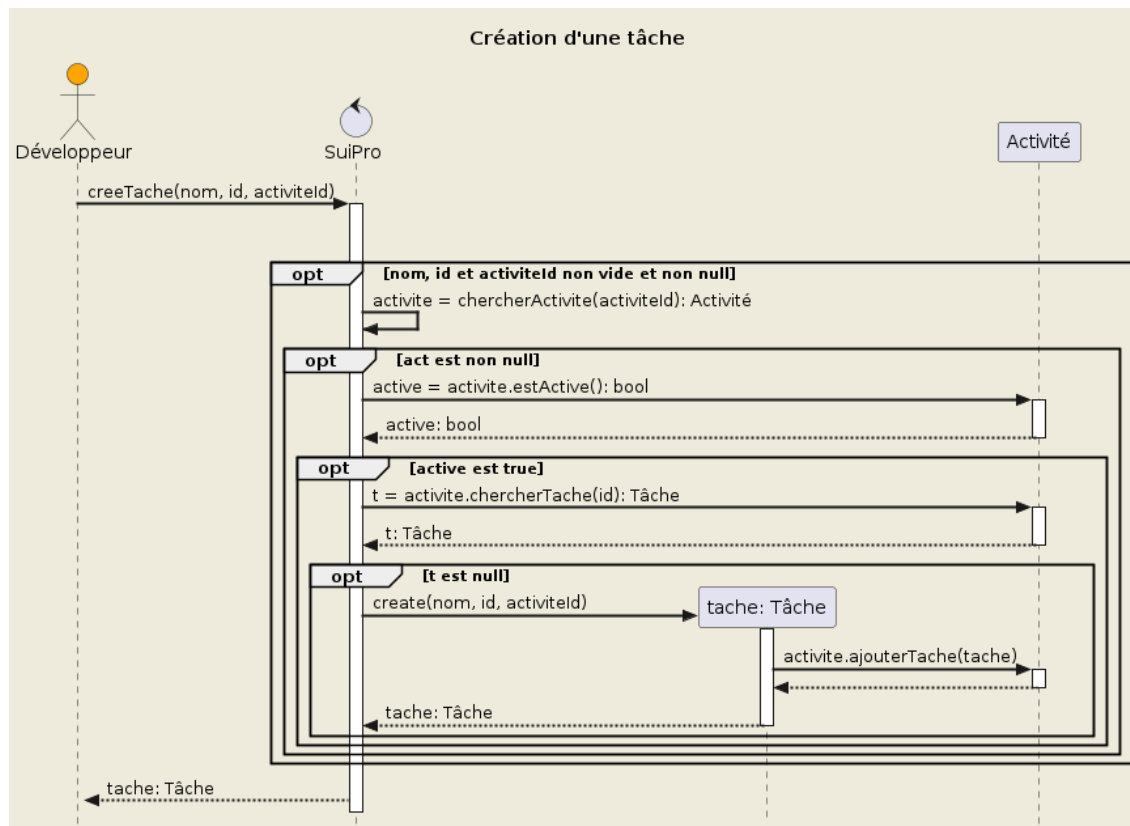 Création d'une tâche
Développeur
SuiPro
Activité
creeTache(nom, id, activiteId)
opt [nom, id et activiteId non vide et non null]
activite = chercherActivite(activiteId): Activité
opt [act est non null]
active = activite.estActive(): bool
active: bool
opt [active est true]
t = activite.chercherTache(id): Tâche
t: Tâche
opt [t est null]
create(nom, id, activiteId)
tache: Tâche
activite.ajouterTache(tache)
tache: Tâche
tache: Tâche